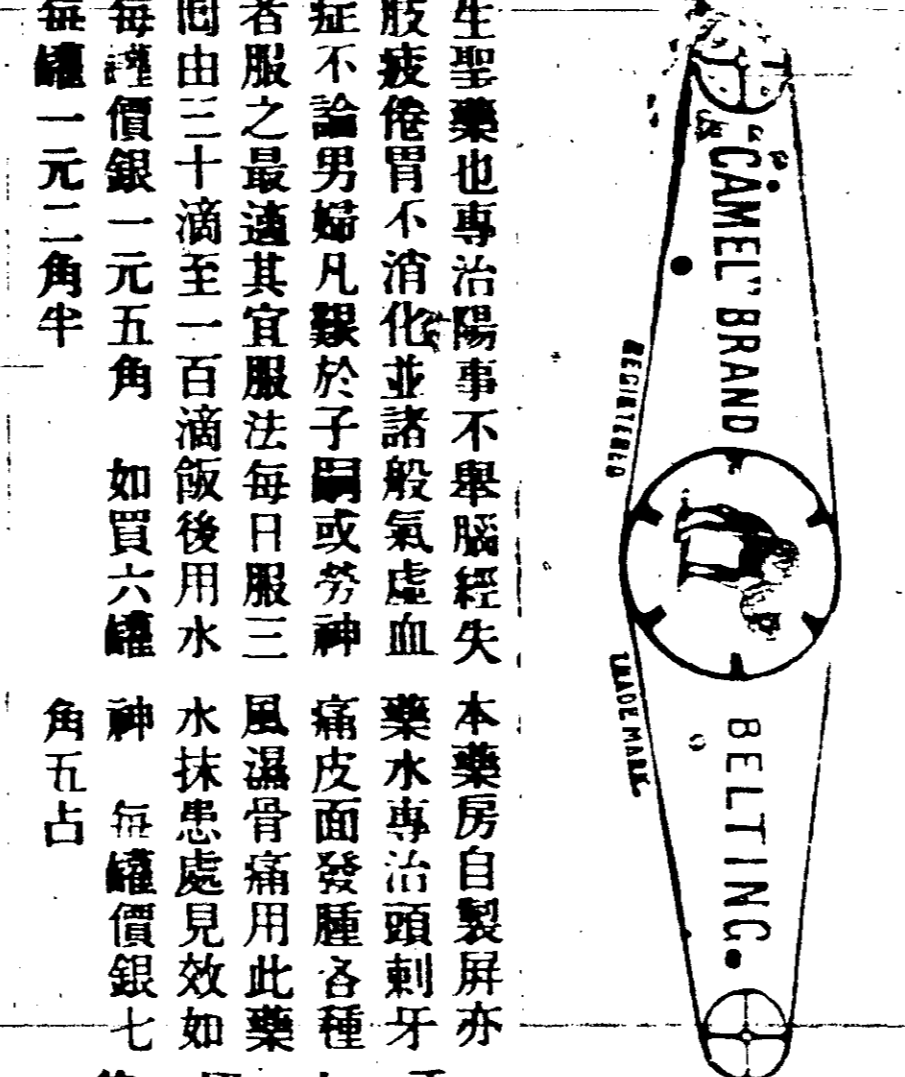 "CAMEL" BRAND
BELTING.
REGISTERED
TRADE MARK.
生聖藥也專治陽事不舉腦經失
肢疲倦胃不消化並諸般氣虛血
症不論男婦凡艱於子嗣或勞神
者服之最適其宜服法每日服三
囘由三十滴至一百滴飯後用水
每罐價銀一元五角 如買六罐
每罐一元二角半
本藥房自製屏亦
藥水專治頭刺牙
痛皮面發腫各種
風濕骨痛用此藥
水抹患處見效如
神 每罐價銀七
角五占